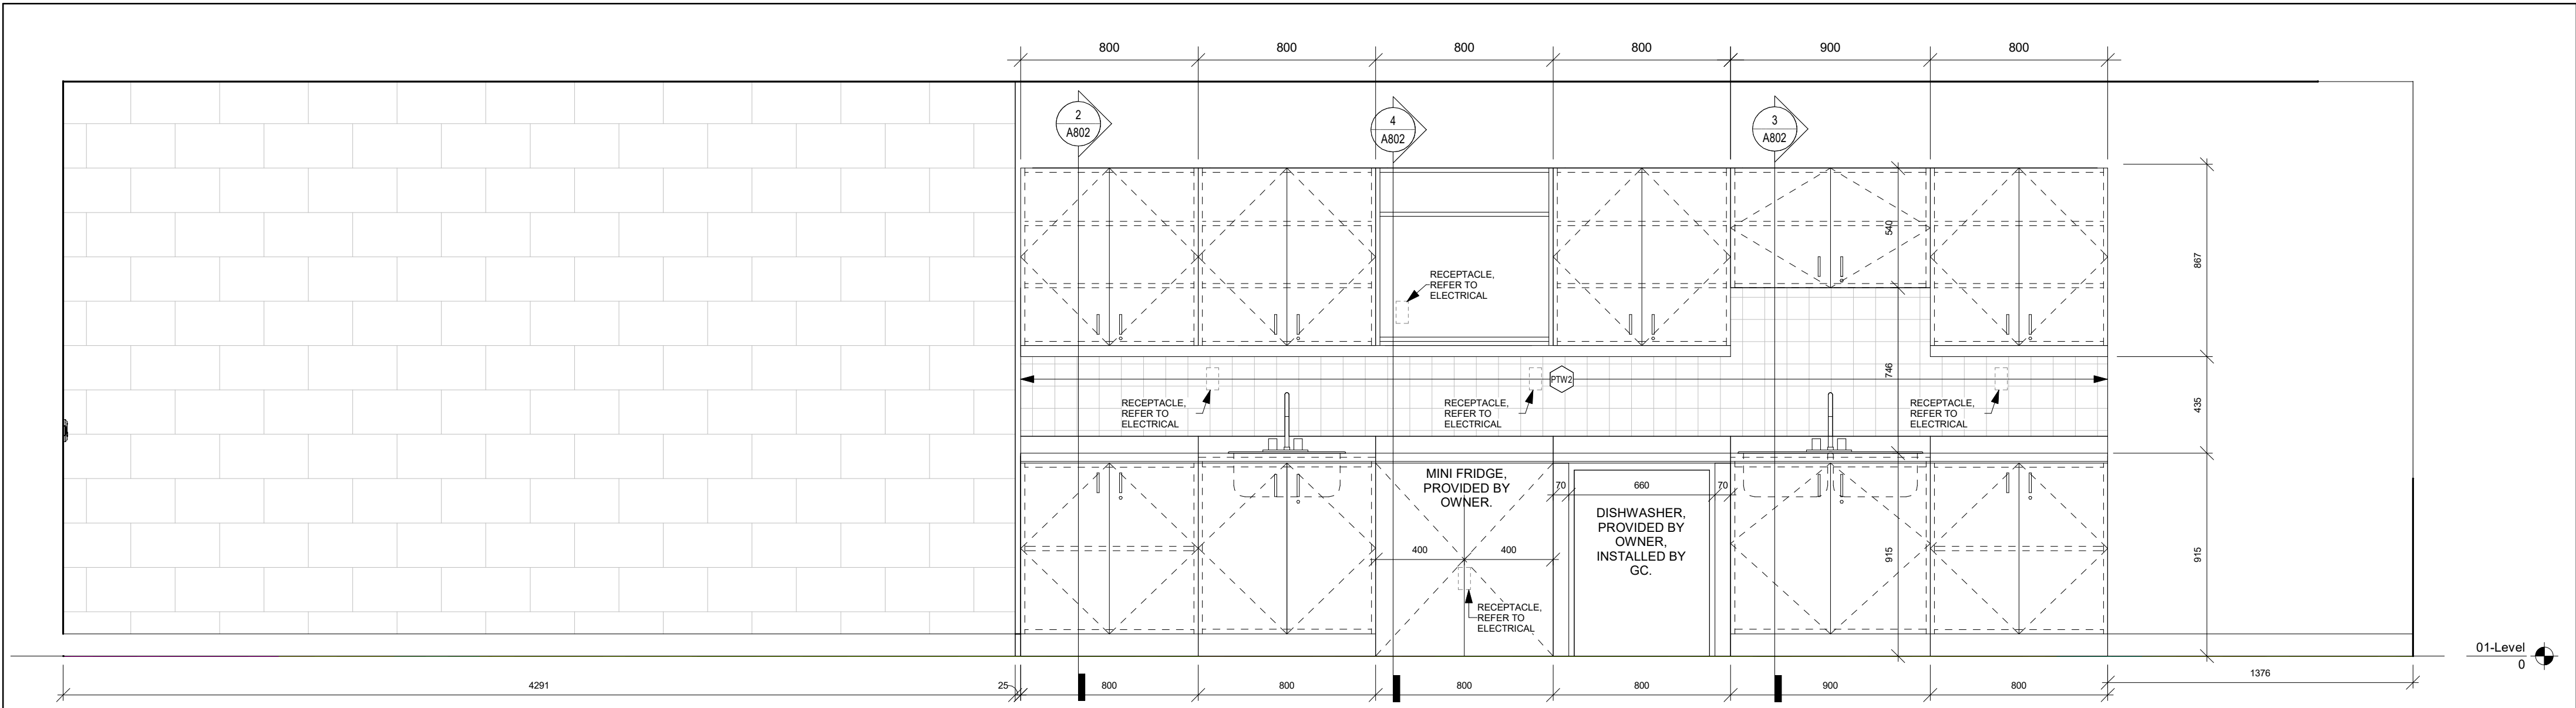 800
800
800
800
900
800
2
A802
4
A802
3
A802
540
867
RECEPTACLE,
REFER TO
ELECTRICAL
746
PTW2
RECEPTACLE,
REFER TO
ELECTRICAL
RECEPTACLE,
REFER TO
ELECTRICAL
RECEPTACLE,
REFER TO
ELECTRICAL
435
MINI FRIDGE,
PROVIDED BY
OWNER.
70
660
70
DISHWASHER,
PROVIDED BY
OWNER,
INSTALLED BY
GC.
400
400
915
915
RECEPTACLE,
REFER TO
ELECTRICAL
01-Level
0
4291
25
800
800
800
800
900
800
1376